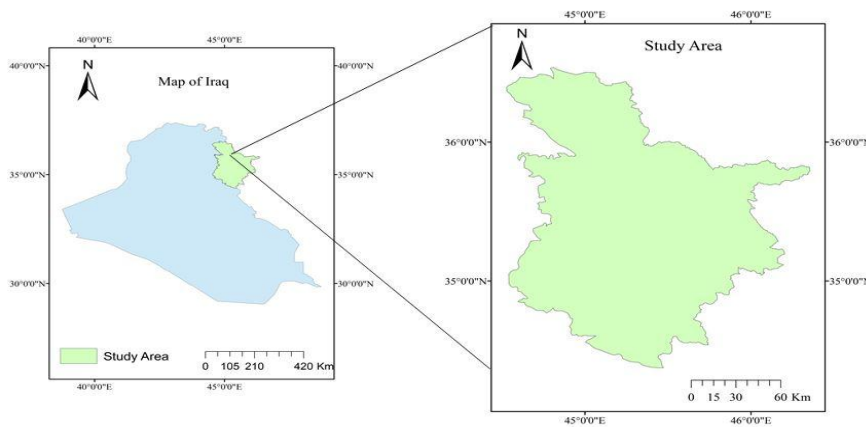 40°0'0"E 45°0'0"E
40°0'0"N 40°0'0"N
N
Map of Iraq
35°0'0"N 35°0'0"N
30°0'0"N 30°0'0"N
Study Area
0 105 210 420 Km
40°0'0"E 45°0'0"E
45°0'0"E 46°0'0"E
N
Study Area
36°0'0"N 36°0'0"N
35°0'0"N 35°0'0"N
0 15 30 60 Km
45°0'0"E 46°0'0"E